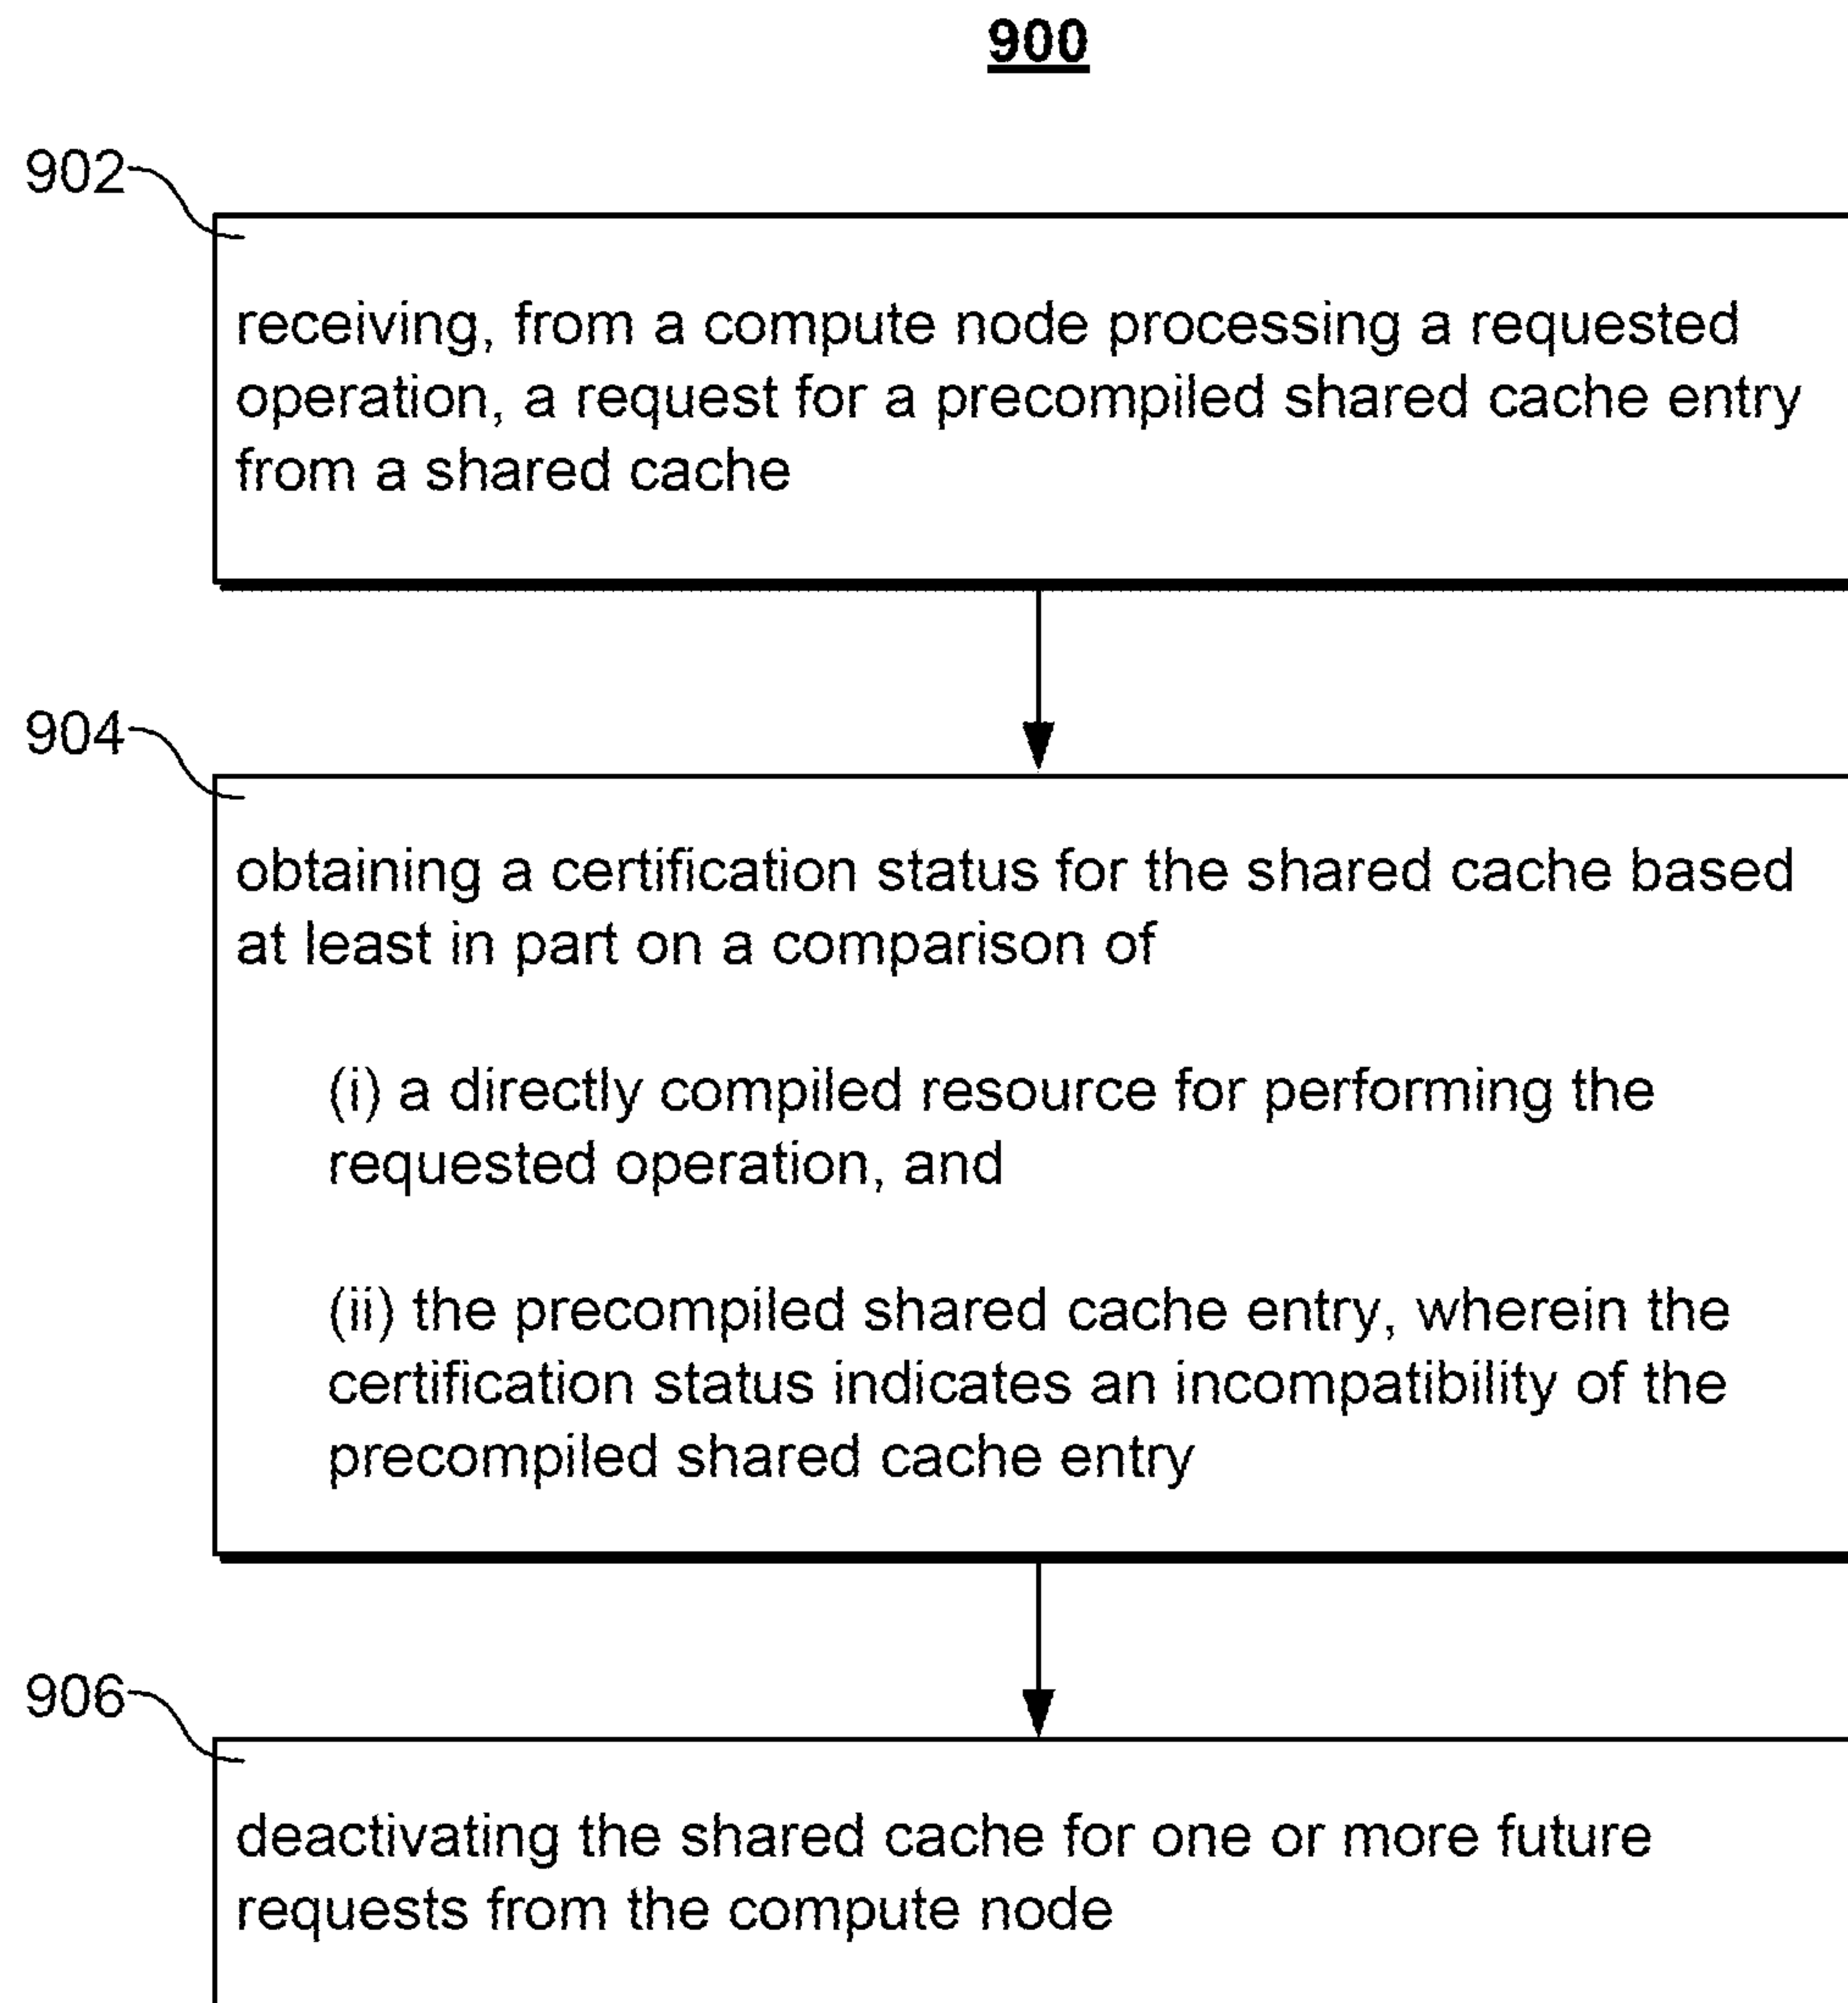 900
902
receiving, from a compute node processing a requested
operation, a request for a precompiled shared cache entry
from a shared cache
904
obtaining a certification status for the shared cache based
at least in part on a comparison of
(i) a directly compiled resource for performing the
requested operation, and
(ii) the precompiled shared cache entry, wherein the
certification status indicates an incompatibility of the
precompiled shared cache entry
906
deactivating the shared cache for one or more future
requests from the compute node